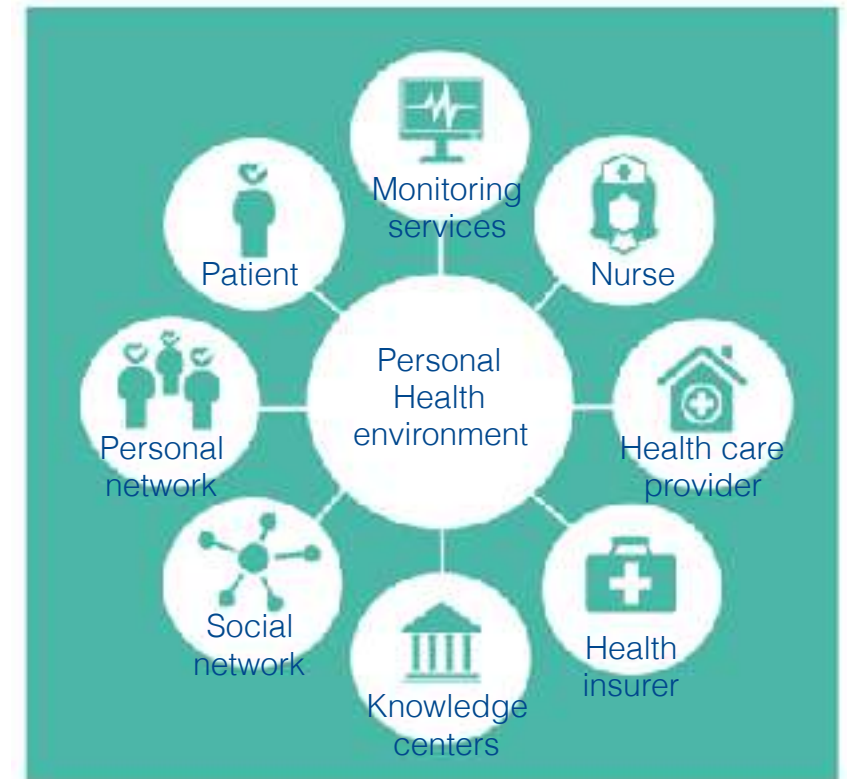 Monitoring
services
Patient
Nurse
Personal
Health
environment
Personal
network
Health care
provider
Social
network
Health
insurer
Knowledge
centers